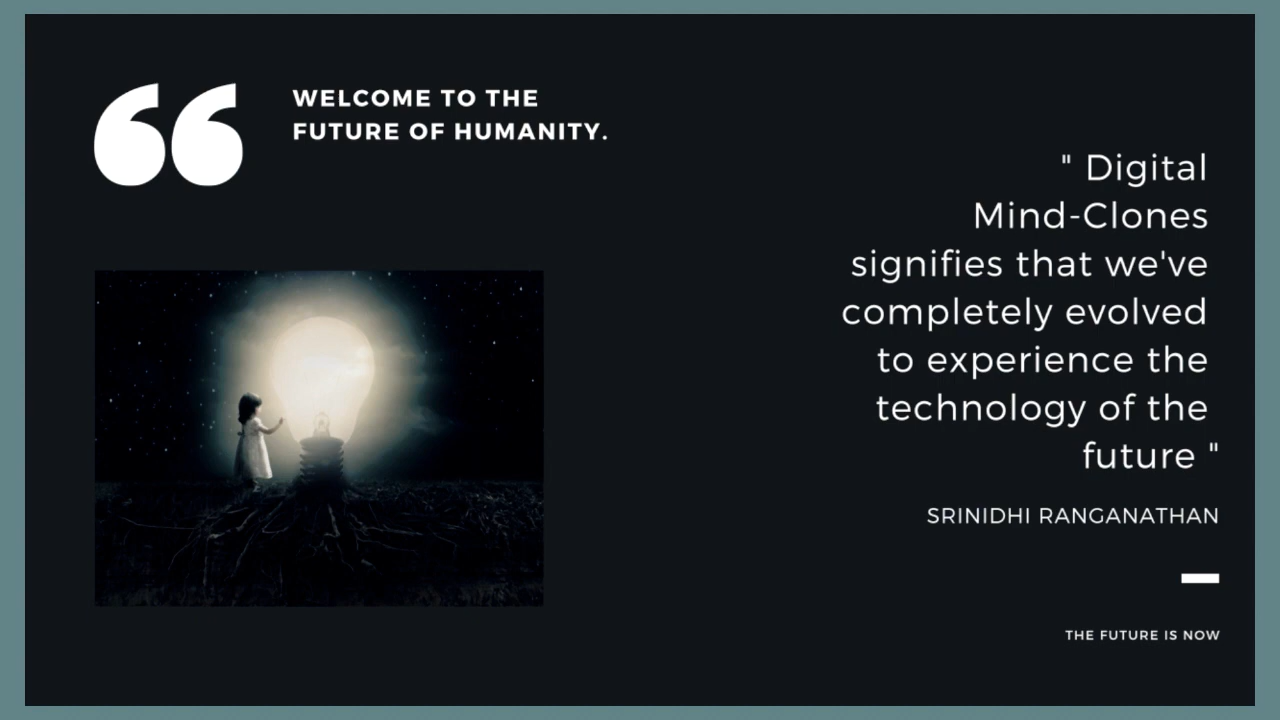 WELCOME TO THE
FUTURE OF HUMANITY.
" Digital
Mind-Clones
signifies that we've
completely evolved
to experience the
technology of the
future "
SRINIDHI RANGANATHAN
THE FUTURE IS NOW